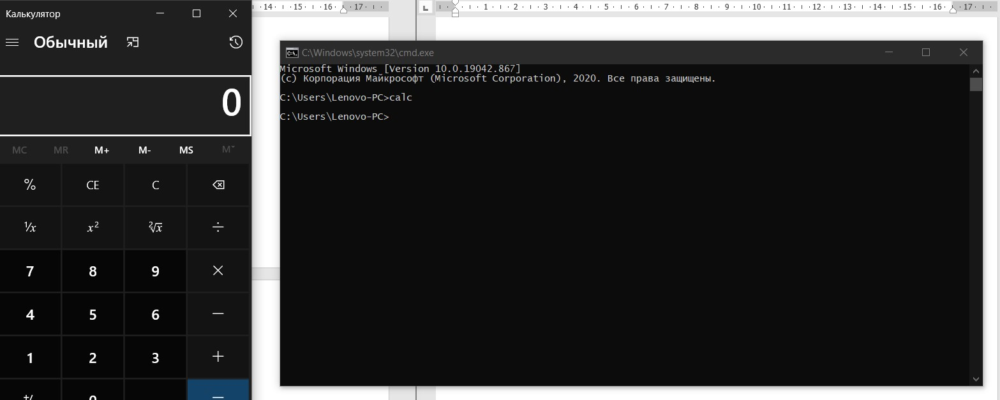 Калькулятор
Обычный
0
MC MR M+ M- MS M˅
% CE C
¹/x x² ²√x ÷
7 8 9 ×
4 5 6 −
1 2 3 +
+/ 0 =
14 15 16 17
1 2 3 4 5 6 7 8 9 10 11 12 13 14 15 16 17
C:\Windows\system32\cmd.exe
Microsoft Windows [Version 10.0.19042.867]
(c) Корпорация Майкрософт (Microsoft Corporation), 2020. Все права защищены.
C:\Users\Lenovo-PC>calc
C:\Users\Lenovo-PC>